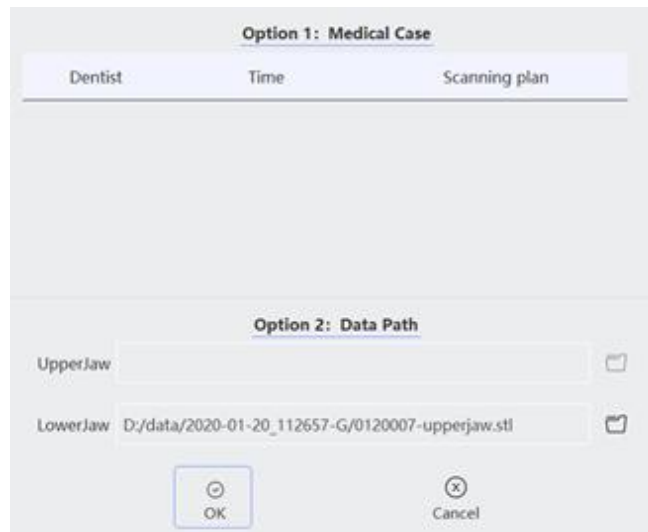 Option 1: Medical Case
Dentist Time Scanning plan
Option 2: Data Path
UpperJaw
LowerJaw D:/data/2020-01-20_112657-G/0120007-upperjaw.stl
OK Cancel